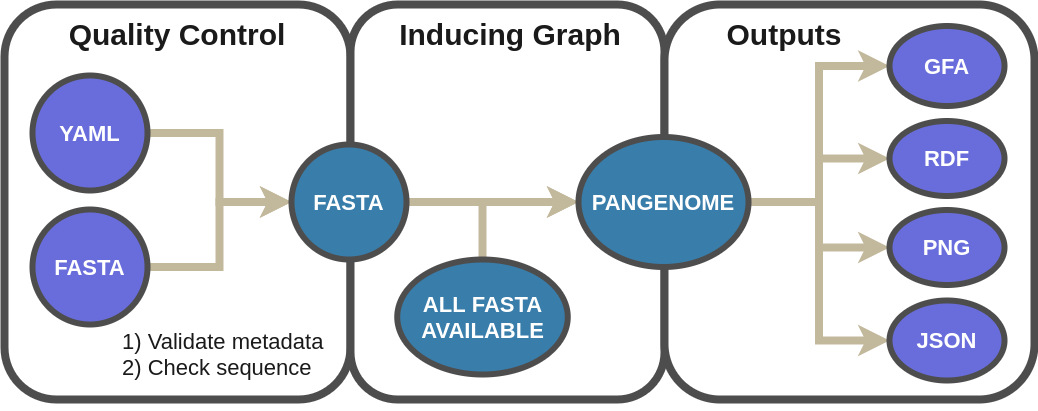 Quality Control
YAML
FASTA
1) Validate metadata
2) Check sequence
FASTA
Inducing Graph
ALL FASTA
AVAILABLE
PANGENOME
Outputs
GFA
RDF
PNG
JSON